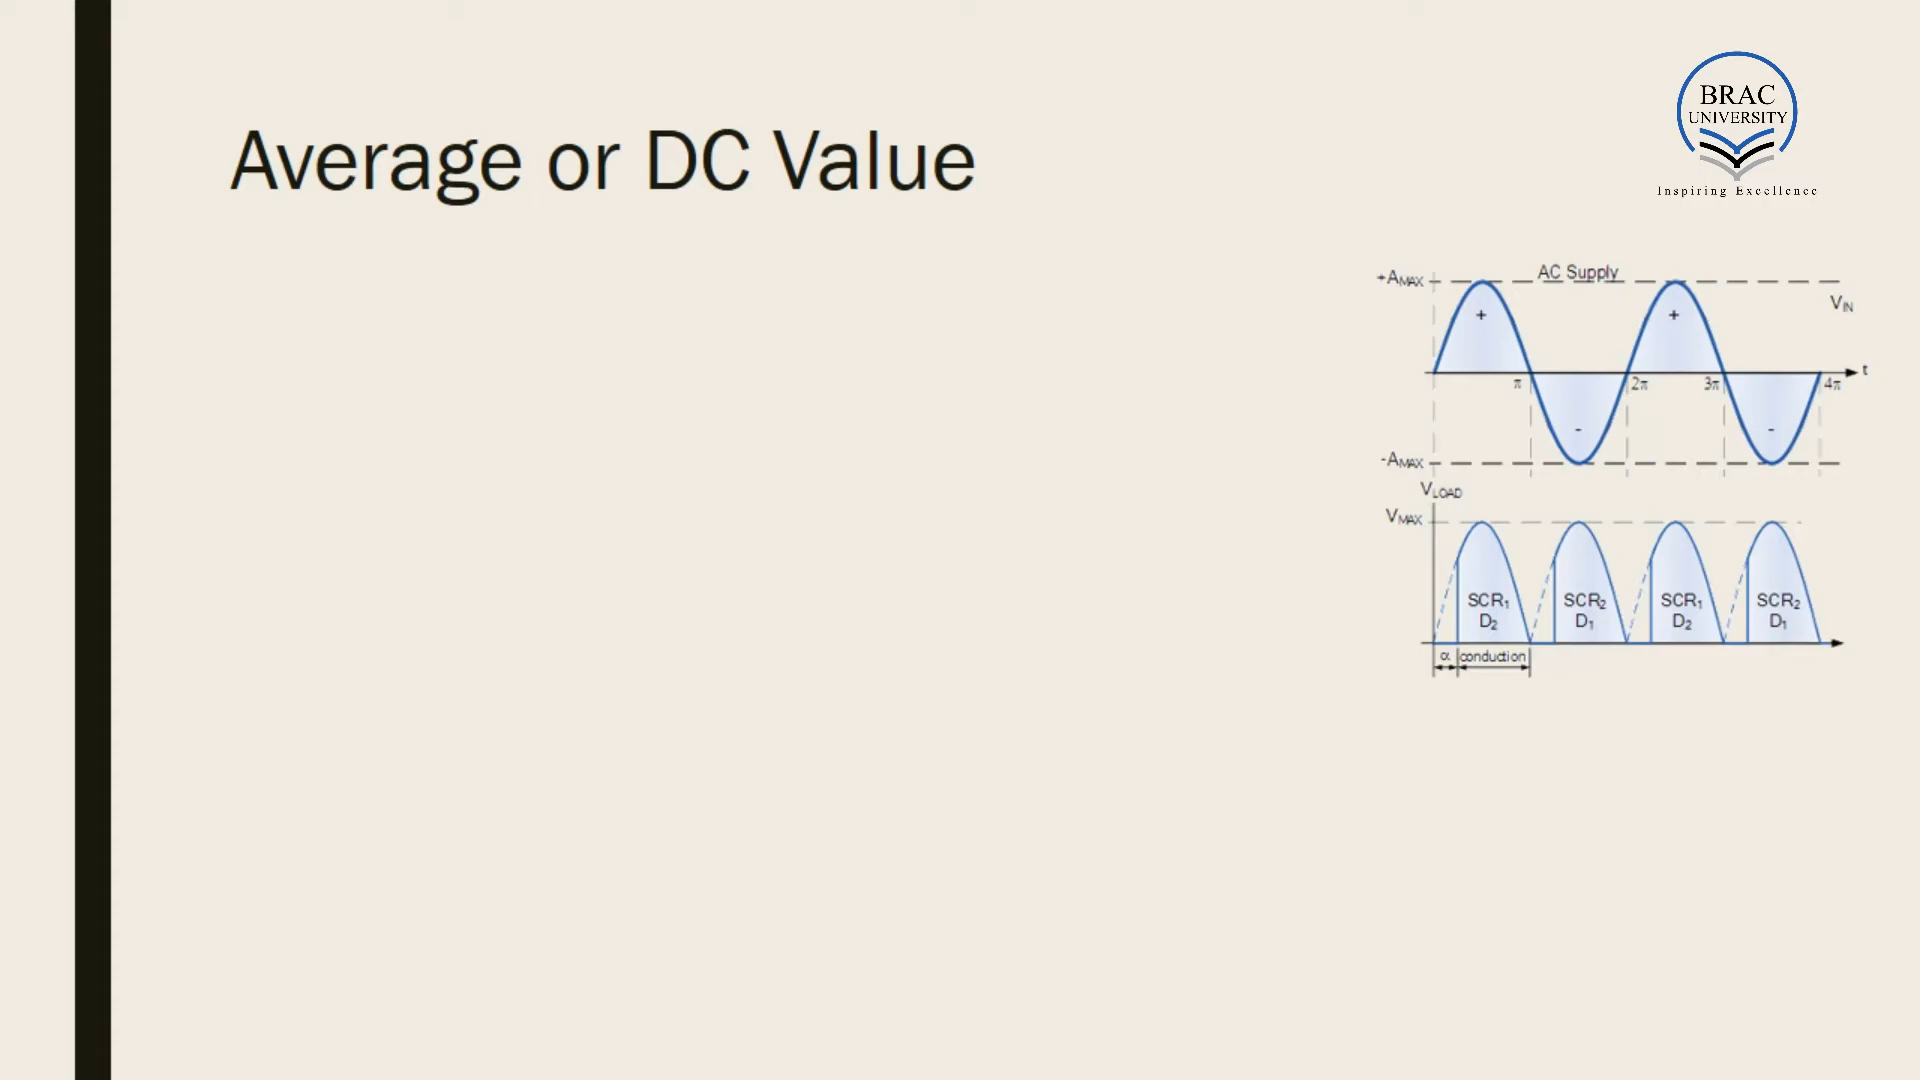 BRAC
UNIVERSITY
Inspiring Excellence
Average or DC Value
+AMAX
AC Supply
VIN
+
+
t
π
2π
3π
4π
-
-
-AMAX
VLOAD
VMAX
SCR1
D2
SCR2
D1
SCR1
D2
SCR2
D1
α
conduction